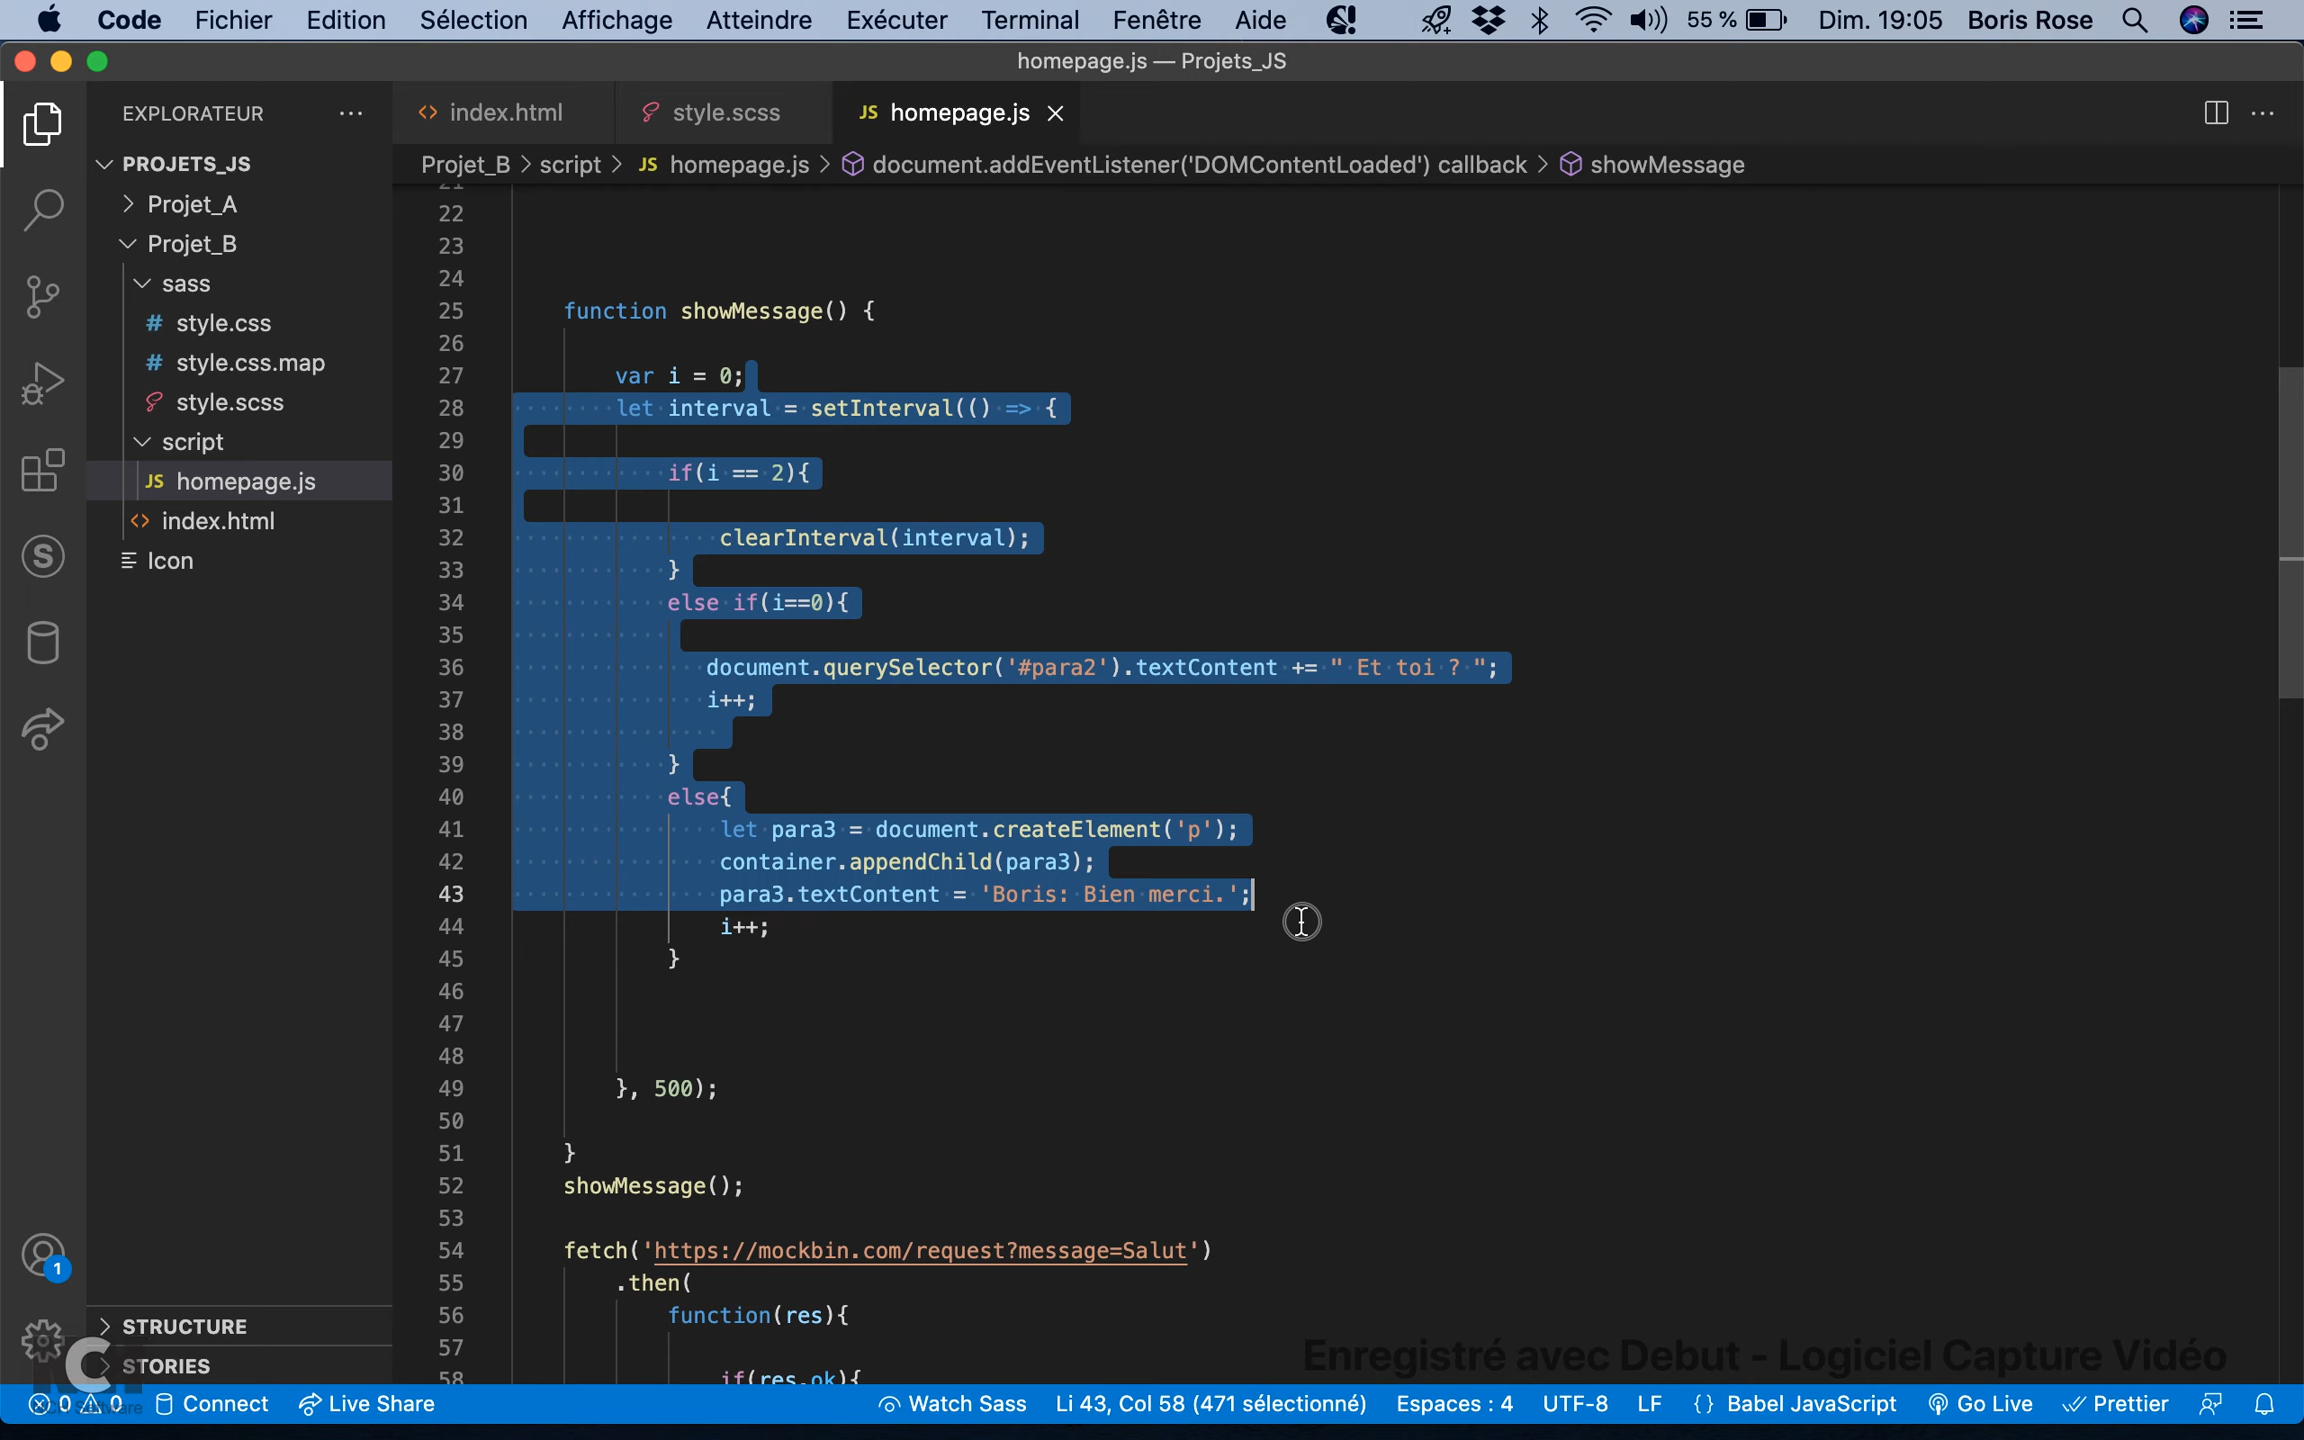 Code Fichier Edition Sélection Affichage Atteindre Exécuter Terminal Fenêtre Aide 55 % Dim. 19:05 Boris Rose
homepage.js — Projets_JS
EXPLORATEUR
index.html style.scss JS homepage.js
Projet_B > script > JS homepage.js > document.addEventListener('DOMContentLoaded') callback > showMessage
PROJETS_JS
Projet_A
Projet_B
sass
# style.css
# style.css.map
style.scss
script
JS homepage.js
<> index.html
Icon
STRUCTURE
STORIES
21
22
23
24
25 function showMessage() {
26
27 var i = 0;
28 let interval = setInterval(() => {
29
30 if(i == 2){
31
32 clearInterval(interval);
33 }
34 else if(i==0){
35
36 document.querySelector('#para2').textContent += " Et toi ? ";
37 i++;
38
39 }
40 else{
41 let para3 = document.createElement('p');
42 container.appendChild(para3);
43 para3.textContent = 'Boris: Bien merci.';
44 i++;
45 }
46
47
48
49 }, 500);
50
51 }
52 showMessage();
53
54 fetch('https://mockbin.com/request?message=Salut')
55 .then(
56 function(res){
57
58 if(res.ok){
1
Enregistré avec Debut - Logiciel Capture Vidéo
0 0 Connect Live Share Watch Sass Li 43, Col 58 (471 sélectionné) Espaces : 4 UTF-8 LF {} Babel JavaScript Go Live Prettier